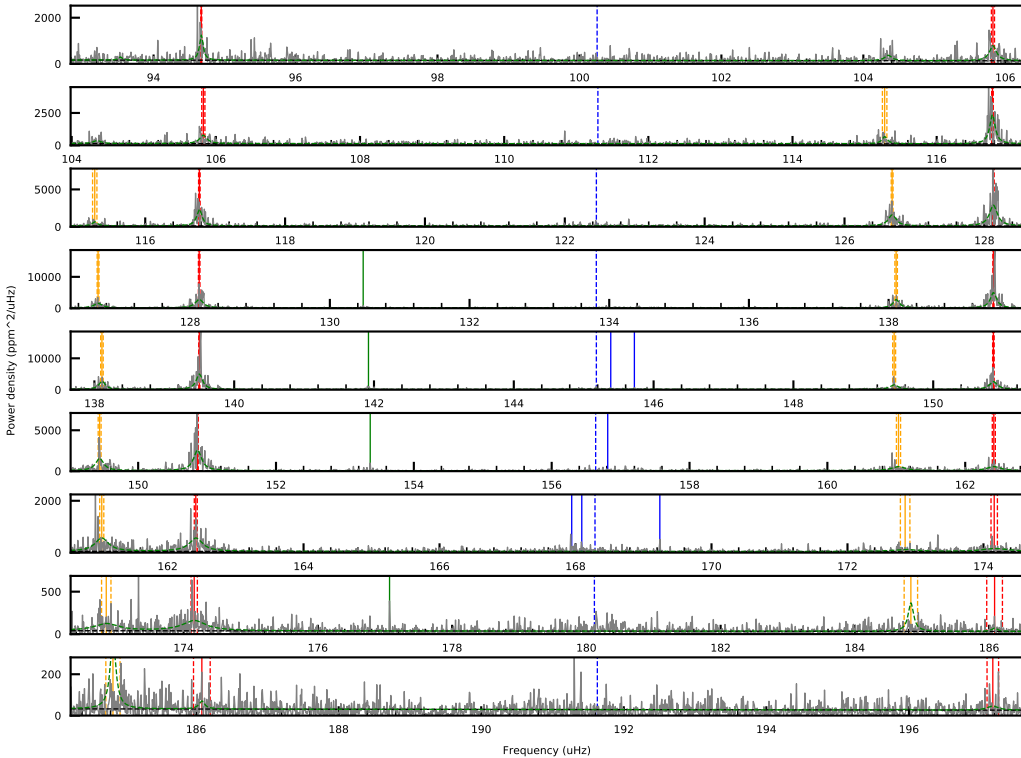 2000
0
94 96 98 100 102 104 106
2500
0
104 106 108 110 112 114 116
5000
0
116 118 120 122 124 126 128
10000
0
128 130 132 134 136 138
10000
0
138 140 142 144 146 148 150
5000
0
150 152 154 156 158 160 162
2000
0
162 164 166 168 170 172 174
500
0
174 176 178 180 182 184 186
200
0
186 188 190 192 194 196
Power density (ppm^2/uHz)
Frequency (uHz)